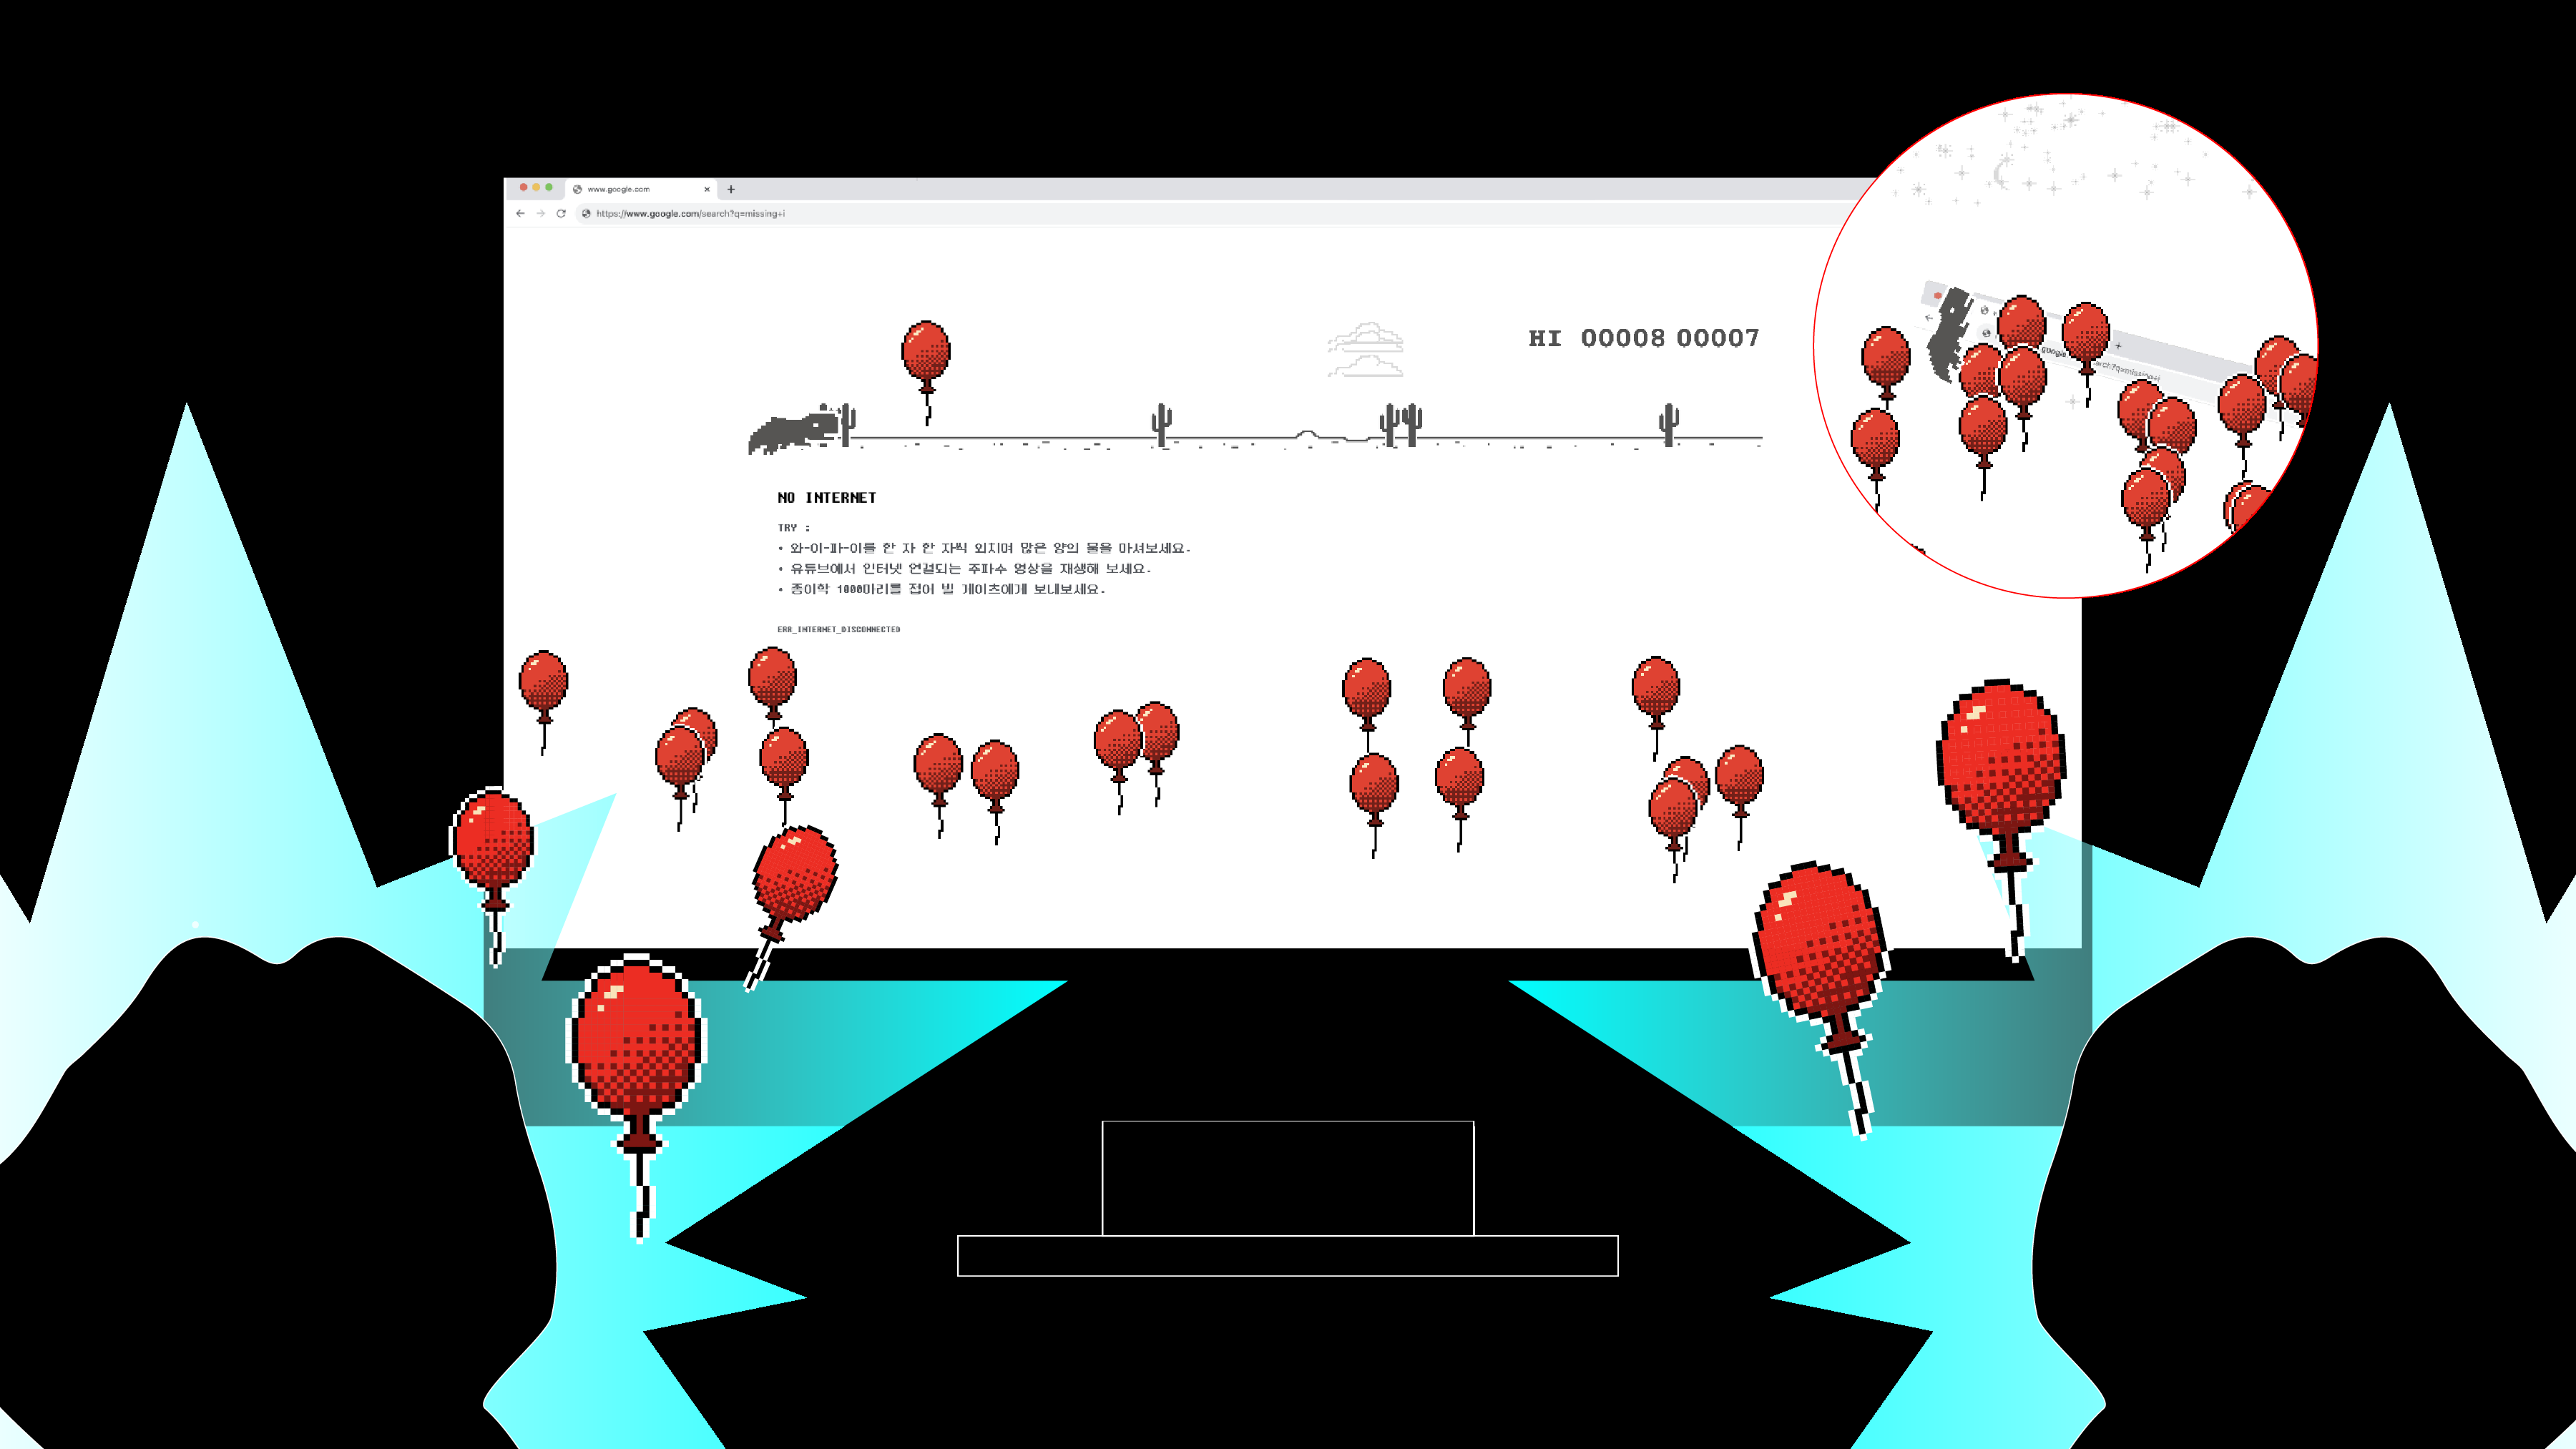 www.google.com
https://www.google.com/search?q=missing+i
HI 00008 00007
NO INTERNET
TRY :
• 와-이-파-이를 한 자 한 자씩 외치며 많은 양의 물을 마셔보세요.
• 유튜브에서 인터넷 연결되는 주파수 영상을 재생해 보세요.
• 종이학 1000마리를 접어 빌 게이츠에게 보내보세요.
ERR_INTERNET_DISCONNECTED
google
arch?q=missing+i